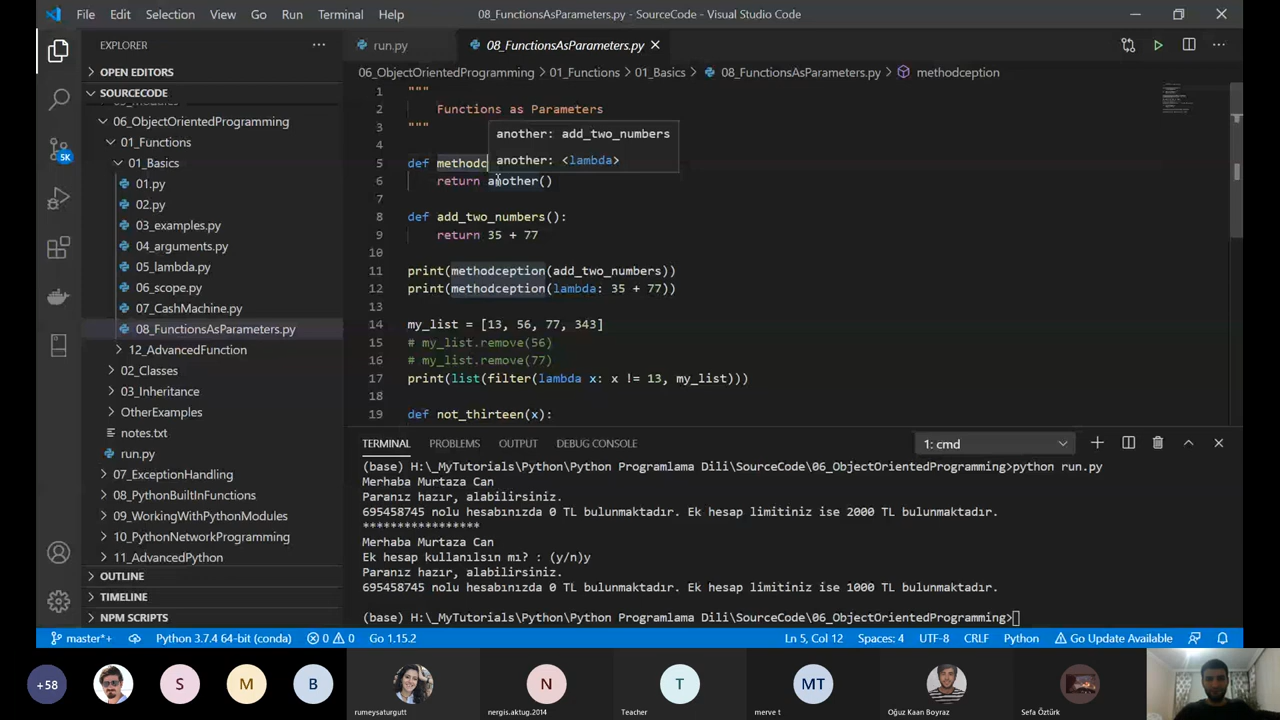 File Edit Selection View Go Run Terminal Help 08_FunctionsAsParameters.py - SourceCode - Visual Studio Code
EXPLORER
OPEN EDITORS
SOURCECODE
06_ObjectOrientedProgramming
01_Functions
01_Basics
01.py
02.py
03_examples.py
04_arguments.py
05_lambda.py
06_scope.py
07_CashMachine.py
08_FunctionsAsParameters.py
12_AdvancedFunction
02_Classes
03_Inheritance
OtherExamples
notes.txt
run.py
07_ExceptionHandling
08_PythonBuiltInFunctions
09_WorkingWithPythonModules
10_PythonNetworkProgramming
11_AdvancedPython
OUTLINE
TIMELINE
NPM SCRIPTS
5K
run.py 08_FunctionsAsParameters.py
06_ObjectOrientedProgramming > 01_Functions > 01_Basics > 08_FunctionsAsParameters.py > methodception
1 """
2 Functions as Parameters
3 """
4
another: add_two_numbers
another: <lambda>
5 def methodc
6 return another()
7
8 def add_two_numbers():
9 return 35 + 77
10
11 print(methodception(add_two_numbers))
12 print(methodception(lambda: 35 + 77))
13
14 my_list = [13, 56, 77, 343]
15 # my_list.remove(56)
16 # my_list.remove(77)
17 print(list(filter(lambda x: x != 13, my_list)))
18
19 def not_thirteen(x):
TERMINAL PROBLEMS OUTPUT DEBUG CONSOLE 1: cmd
(base) H:\_MyTutorials\Python\Python Programlama Dili\SourceCode\06_ObjectOrientedProgramming>python run.py
Merhaba Murtaza Can
Paranız hazır, alabilirsiniz.
695458745 nolu hesabınızda 0 TL bulunmaktadır. Ek hesap limitiniz ise 2000 TL bulunmaktadır.
*****************
Merhaba Murtaza Can
Ek hesap kullanılsın mı? : (y/n)y
Paranız hazır, alabilirsiniz.
695458745 nolu hesabınızda 0 TL bulunmaktadır. Ek hesap limitiniz ise 1000 TL bulunmaktadır.
(base) H:\_MyTutorials\Python\Python Programlama Dili\SourceCode\06_ObjectOrientedProgramming>
master*+ Python 3.7.4 64-bit (conda) 0 0 Go 1.15.2 Ln 5, Col 12 Spaces: 4 UTF-8 CRLF Python Go Update Available
+58 S M B N T MT
rumeysaturgutt nergis.aktug.2014 Teacher merve t Oğuz Kaan Boyraz Sefa Öztürk